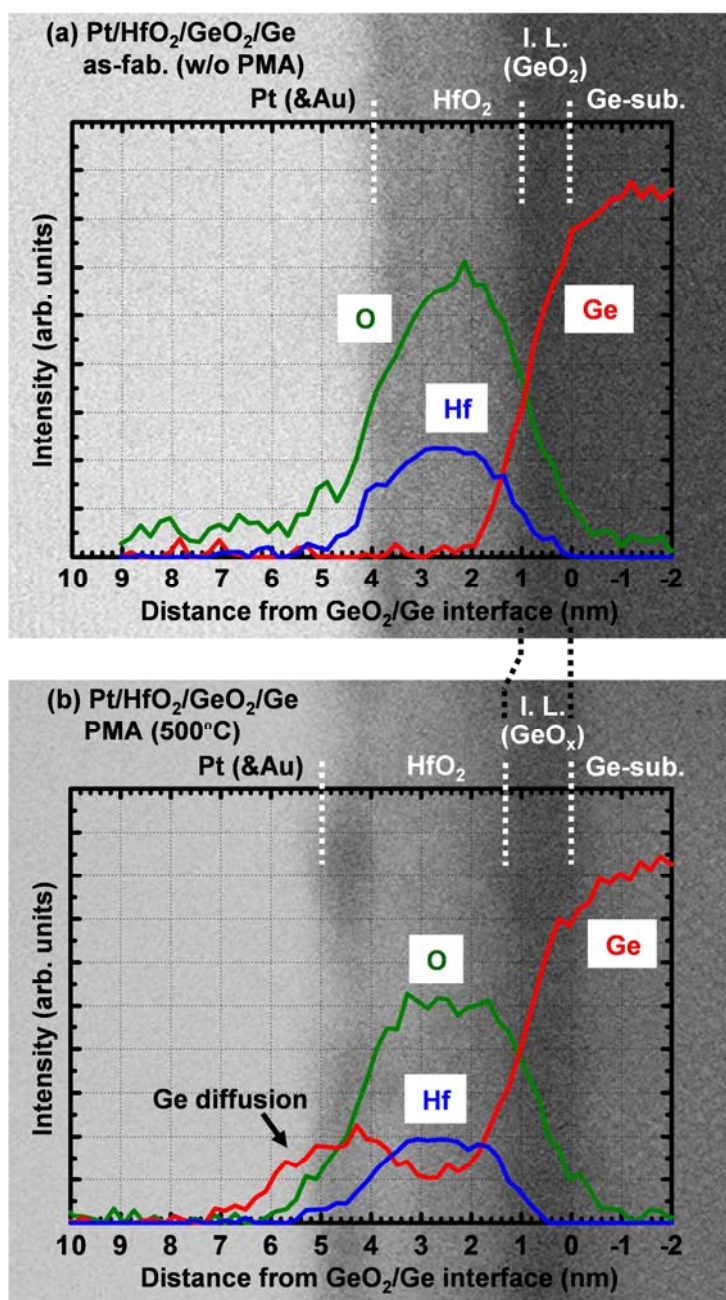 (a) Pt/HfO₂/GeO₂/Ge
as-fab. (w/o PMA)
I. L.
(GeO₂)
Pt (&Au) HfO₂ Ge-sub.
O
Ge
Hf
Intensity (arb. units)
10 9 8 7 6 5 4 3 2 1 0 -1 -2
Distance from GeO₂/Ge interface (nm)
(b) Pt/HfO₂/GeO₂/Ge
PMA (500°C)
I. L.
(GeOₓ)
Pt (&Au) HfO₂ Ge-sub.
O
Ge
Hf
Ge diffusion
Intensity (arb. units)
10 9 8 7 6 5 4 3 2 1 0 -1 -2
Distance from GeO₂/Ge interface (nm)